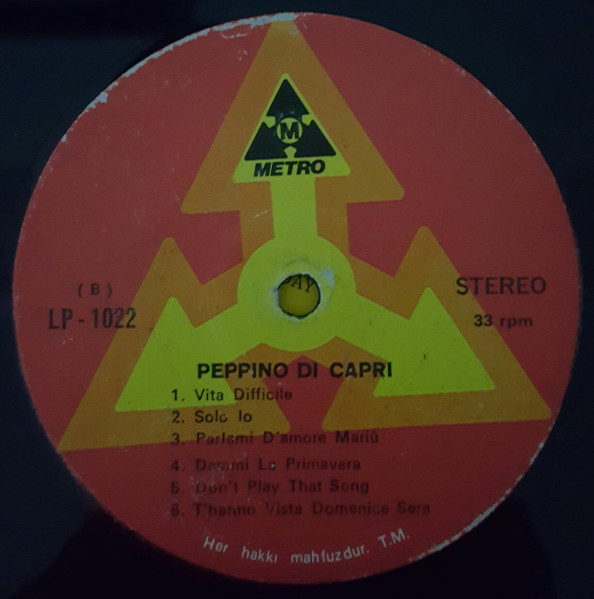 M
METRO
(B)
LP-1022
STEREO
33 rpm
PEPPINO DI CAPRI
1. Vita Difficile
2. Solo Io
3. Parlami D'amore Mariù
4. Dammi La Primavera
5. Don't Play That Song
6. T'hanno Vista Domenica Sera
Her hakkı mahfuzdur. T.M.